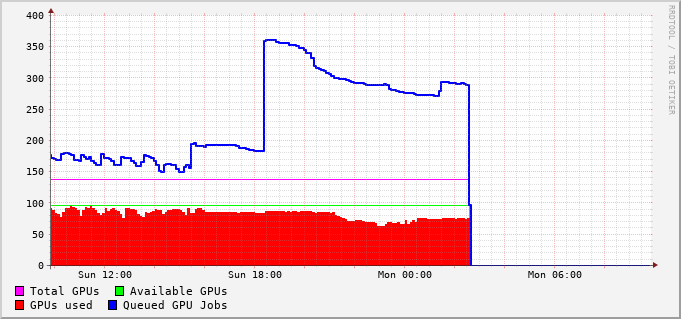 400
350
300
250
200
150
100
50
0
Sun 12:00 Sun 18:00 Mon 00:00 Mon 06:00
Total GPUs Available GPUs
GPUs used Queued GPU Jobs
RRDTOOL / TOBI OETIKER